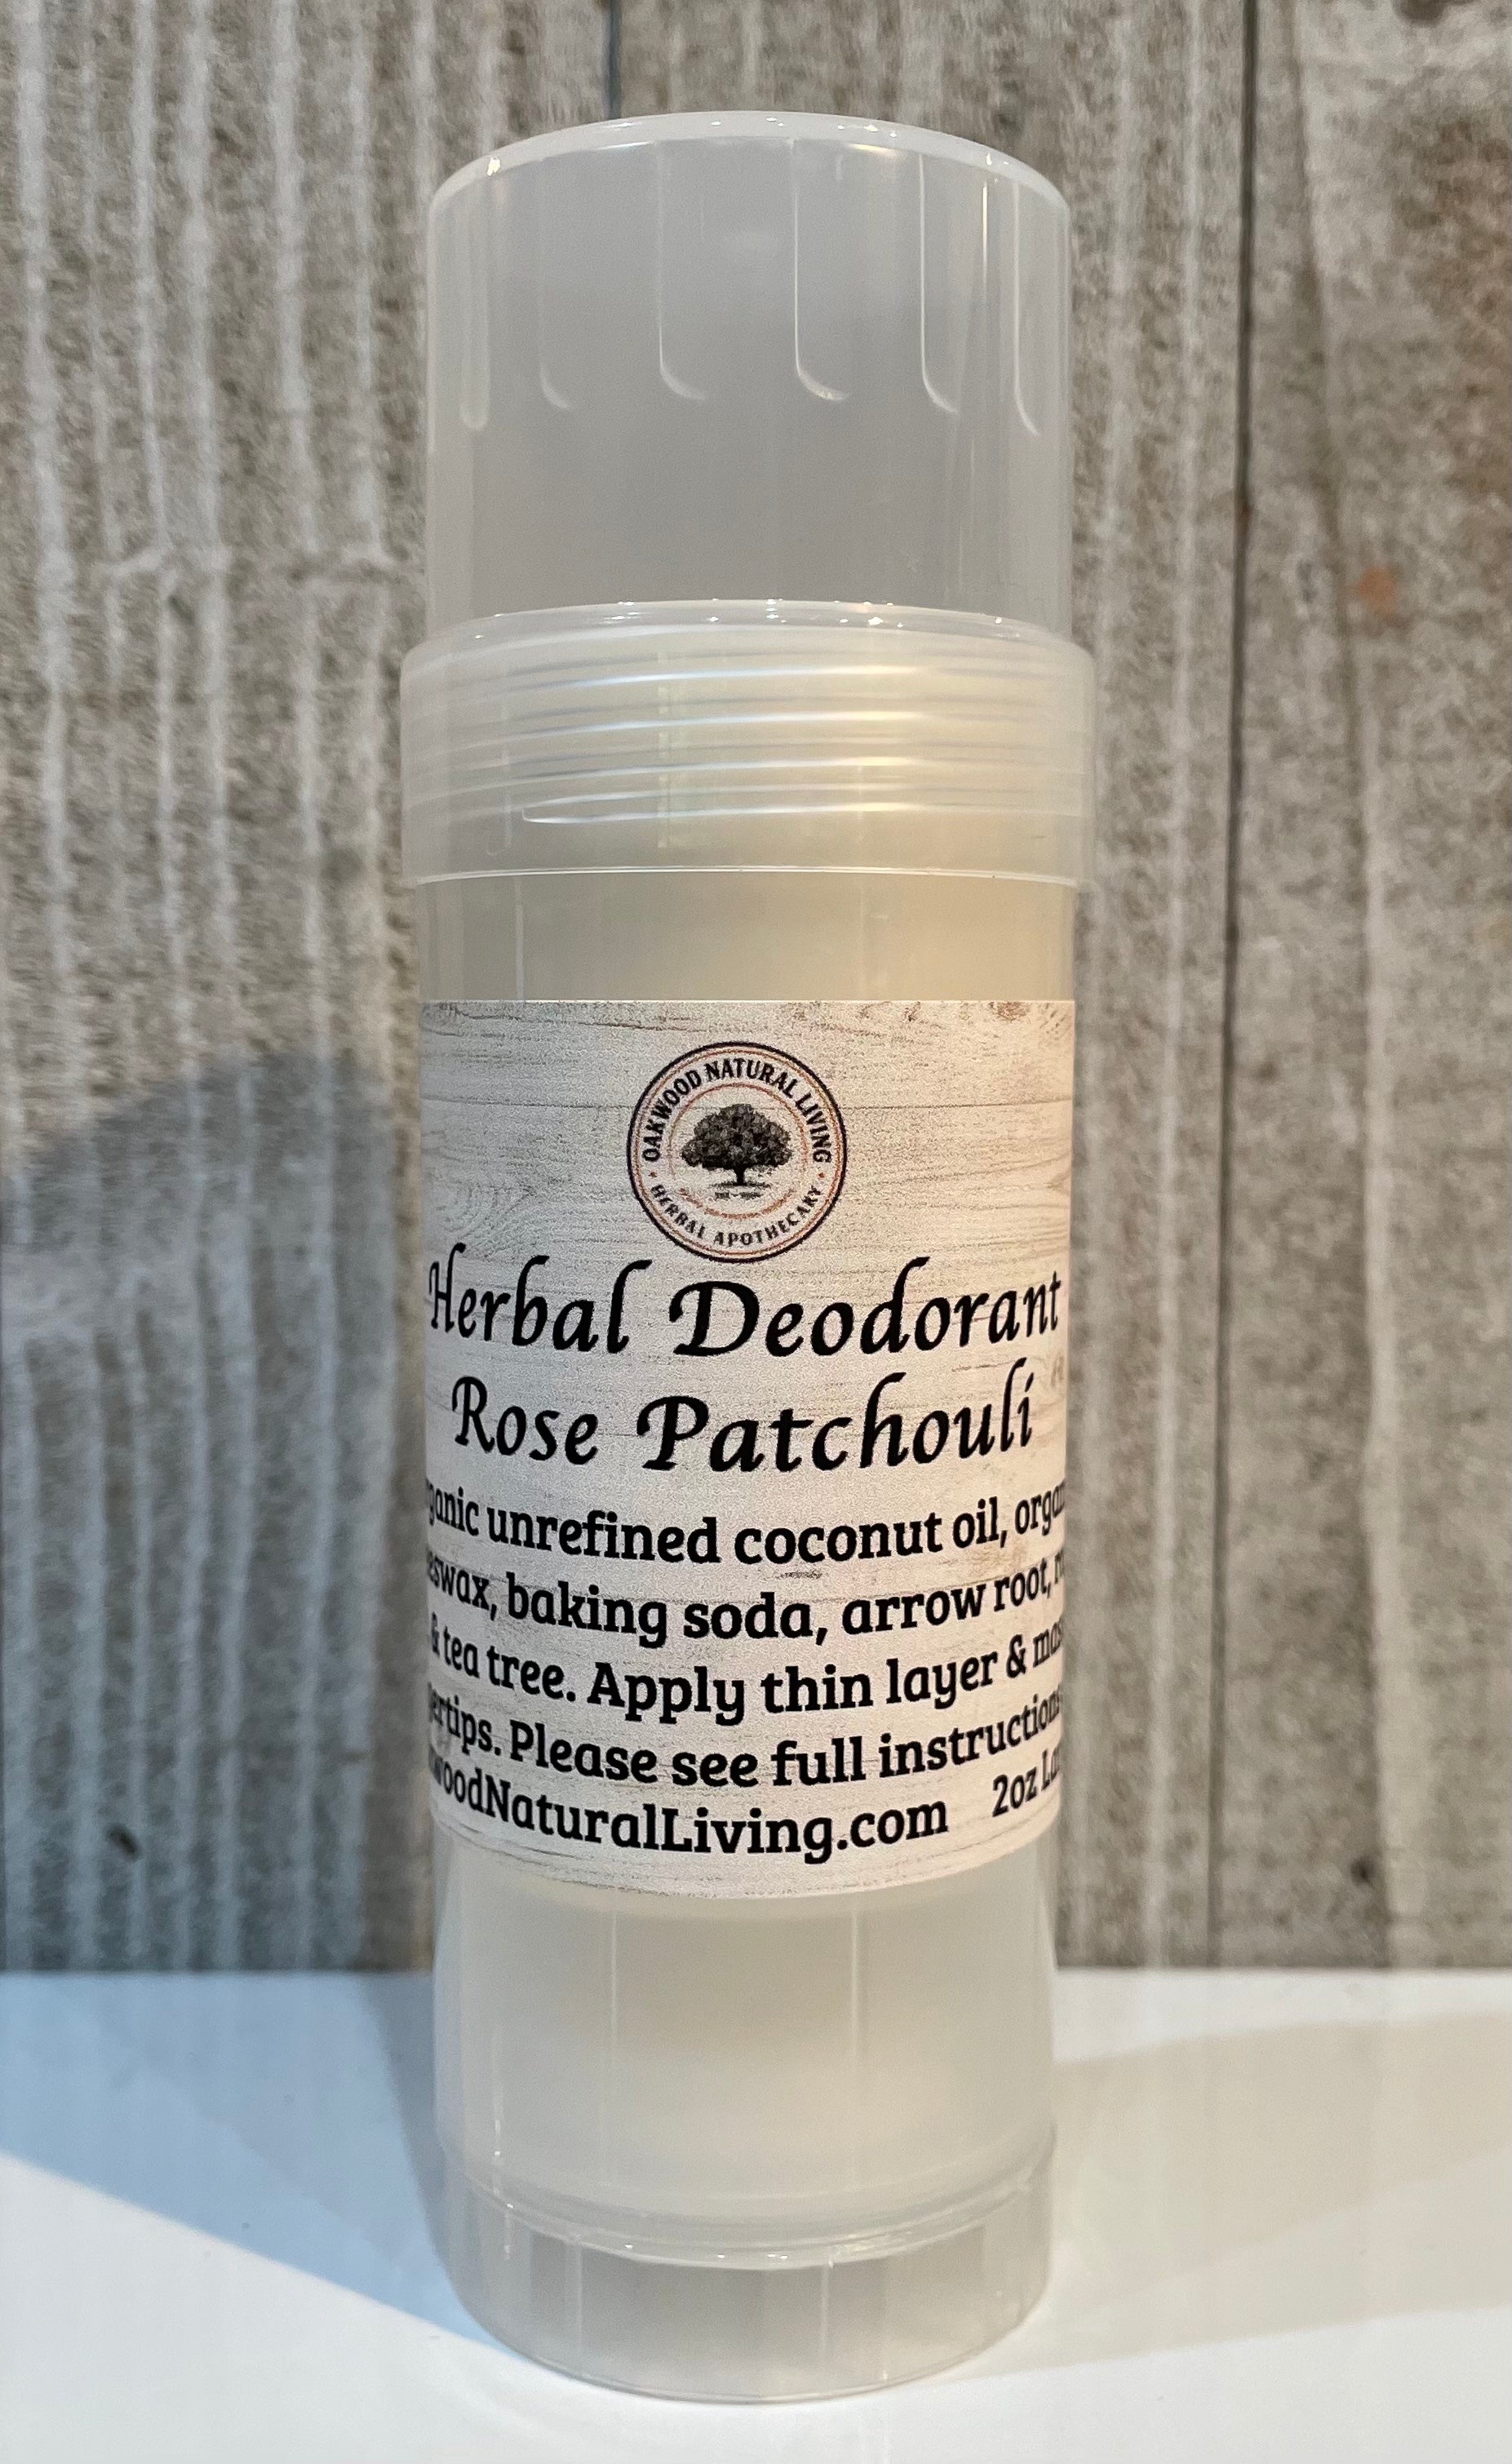 OAKWOOD NATURAL LIVING
HERBAL APOTHECARY
Herbal Deodorant
Rose Patchouli
unrefined coconut oil,
baking soda, arrow root,
& tea tree. Apply thin layer &
Please see full instructions
NaturalLiving.com 2oz